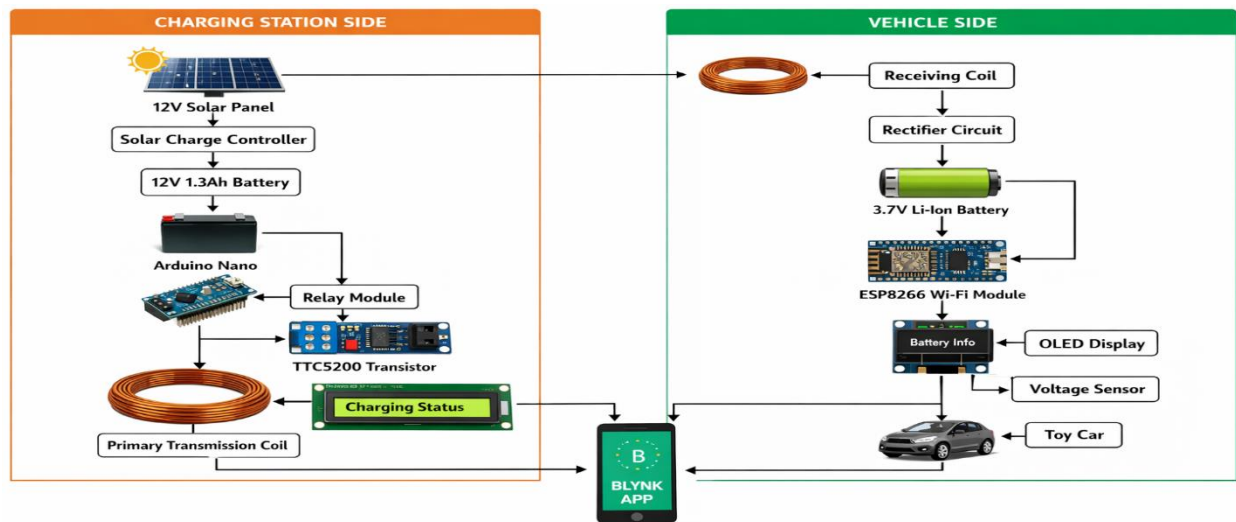 CHARGING STATION SIDE
12V Solar Panel
Solar Charge Controller
12V 1.3Ah Battery
Arduino Nano
Relay Module
TTC5200 Transistor
Charging Status
Primary Transmission Coil
B
BLYNK
APP
VEHICLE SIDE
Receiving Coil
Rectifier Circuit
3.7V Li-Ion Battery
ESP8266 Wi-Fi Module
Battery Info
OLED Display
Voltage Sensor
Toy Car